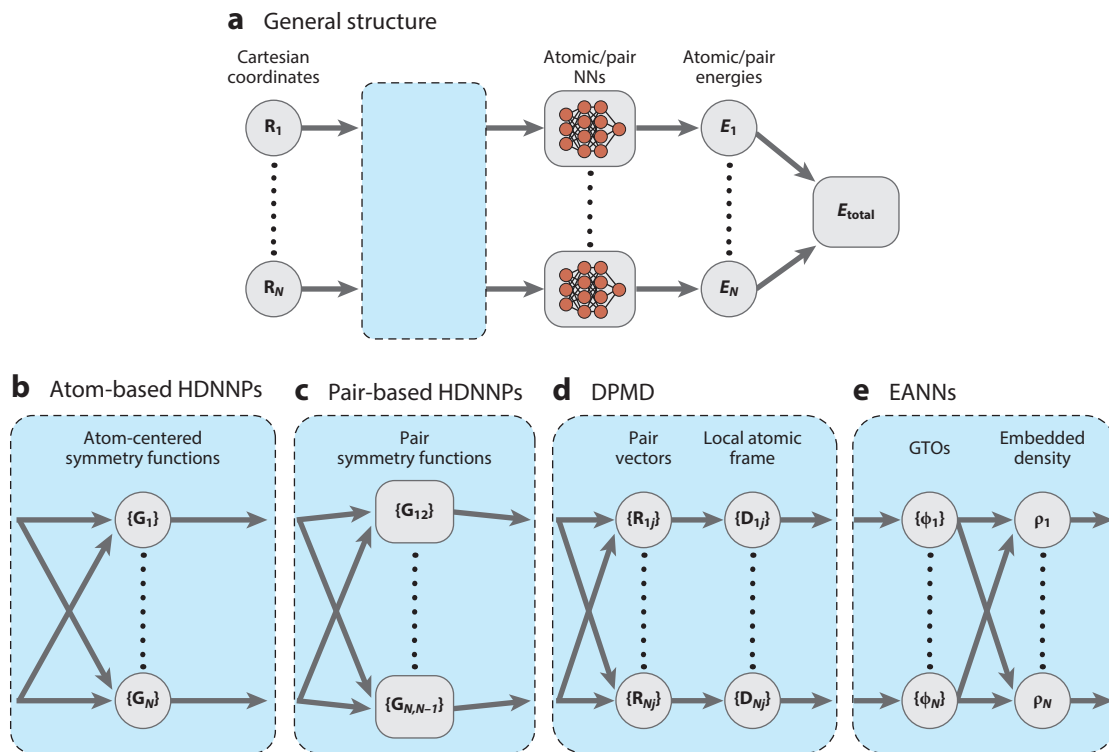 a General structure
Cartesian
coordinates
Atomic/pair
NNs
Atomic/pair
energies
R1
E1
Etotal
RN
EN
b Atom-based HDNNPs
Atom-centered
symmetry functions
{G1}
{GN}
c Pair-based HDNNPs
Pair
symmetry functions
{G12}
{GN,N−1}
d DPMD
Pair
vectors
Local atomic
frame
{R1j}
{D1j}
{RNj}
{DNj}
e EANNs
GTOs
Embedded
density
{ϕ1}
ρ1
{ϕN}
ρN